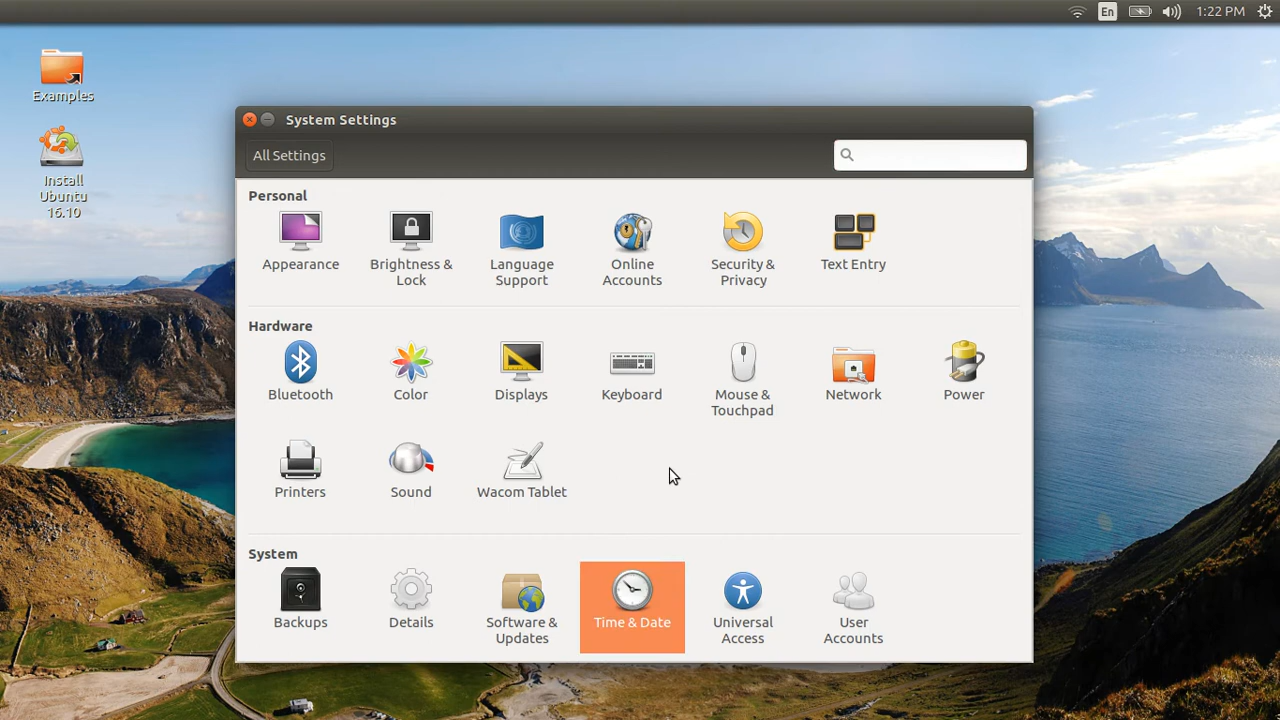 En
1:22 PM
Examples
Install
Ubuntu
16.10
System Settings
All Settings
Personal
Appearance
Brightness &
Lock
Language
Support
Online
Accounts
Security &
Privacy
Text Entry
Hardware
Bluetooth
Color
Displays
Keyboard
Mouse &
Touchpad
Network
Power
Printers
Sound
Wacom Tablet
System
Backups
Details
Software &
Updates
Time & Date
Universal
Access
User
Accounts